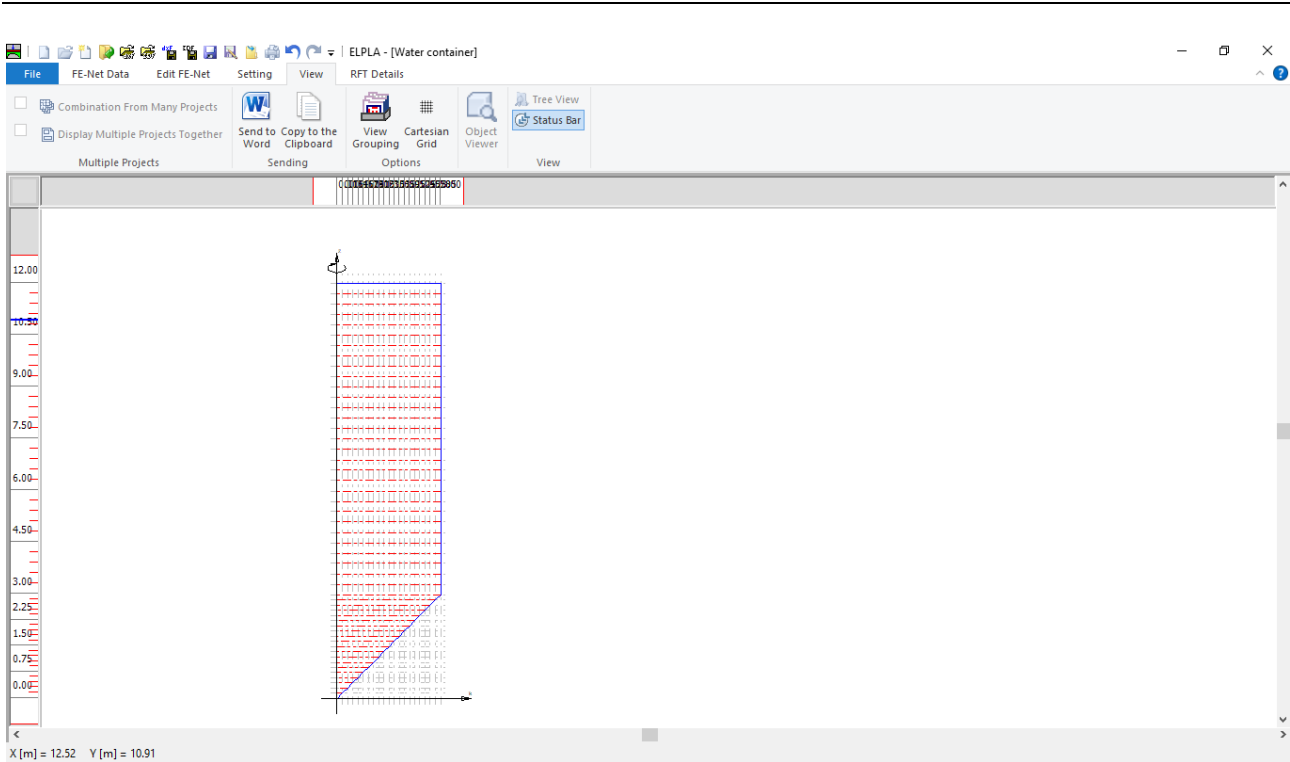 ELPLA - [Water container]
File FE-Net Data Edit FE-Net Setting View RFT Details
Combination From Many Projects
Display Multiple Projects Together
Multiple Projects
Send to Word
Copy to the Clipboard
Sending
View Grouping
Cartesian Grid
Options
Object Viewer
Tree View
Status Bar
View
12.00
10.50
9.00
7.50
6.00
4.50
3.00
2.25
1.50
0.75
0.00
X [m] = 12.52 Y [m] = 10.91